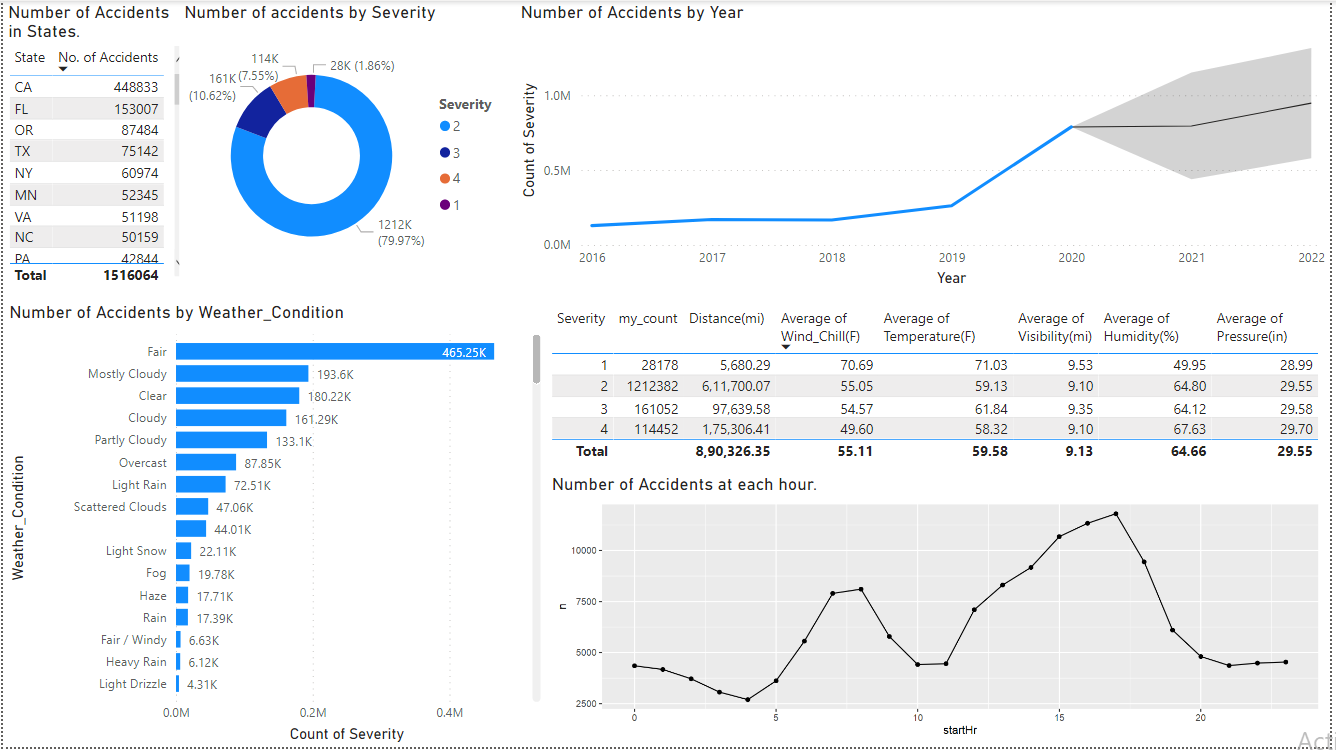 Number of Accidents
in States.
State No. of Accidents
CA 448833
FL 153007
OR 87484
TX 75142
NY 60974
MN 52345
VA 51198
NC 50159
PA 42844
Total 1516064
Number of accidents by Severity
114K
(7.55%)
28K (1.86%)
161K
(10.62%)
1212K
(79.97%)
Severity
2
3
4
1
Number of Accidents by Year
Count of Severity
1.0M
0.5M
0.0M
2016 2017 2018 2019 2020 2021 2022
Year
Number of Accidents by Weather_Condition
Weather_Condition
Fair 465.25K
Mostly Cloudy 193.6K
Clear 180.22K
Cloudy 161.29K
Partly Cloudy 133.1K
Overcast 87.85K
Light Rain 72.51K
Scattered Clouds 47.06K
44.01K
Light Snow 22.11K
Fog 19.78K
Haze 17.71K
Rain 17.39K
Fair / Windy 6.63K
Heavy Rain 6.12K
Light Drizzle 4.31K
0.0M 0.2M 0.4M
Count of Severity
Severity my_count Distance(mi) Average of Wind_Chill(F) Average of Temperature(F) Average of Visibility(mi) Average of Humidity(%) Average of Pressure(in)
1 28178 5,680.29 70.69 71.03 9.53 49.95 28.99
2 1212382 6,11,700.07 55.05 59.13 9.10 64.80 29.55
3 161052 97,639.58 54.57 61.84 9.35 64.12 29.58
4 114452 1,75,306.41 49.60 58.32 9.10 67.63 29.70
Total 8,90,326.35 55.11 59.58 9.13 64.66 29.55
Number of Accidents at each hour.
n
10000
7500
5000
2500
0 5 10 15 20
startHr